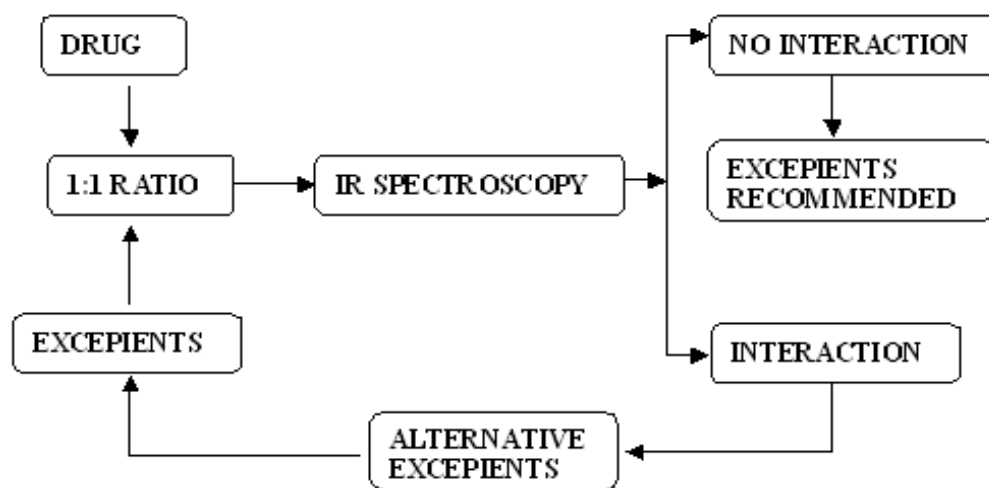 DRUG
NO INTERACTION
1:1 RATIO
IR SPECTROSCOPY
EXCEPIENTS
RECOMMENDED
EXCEPIENTS
INTERACTION
ALTERNATIVE
EXCEPIENTS